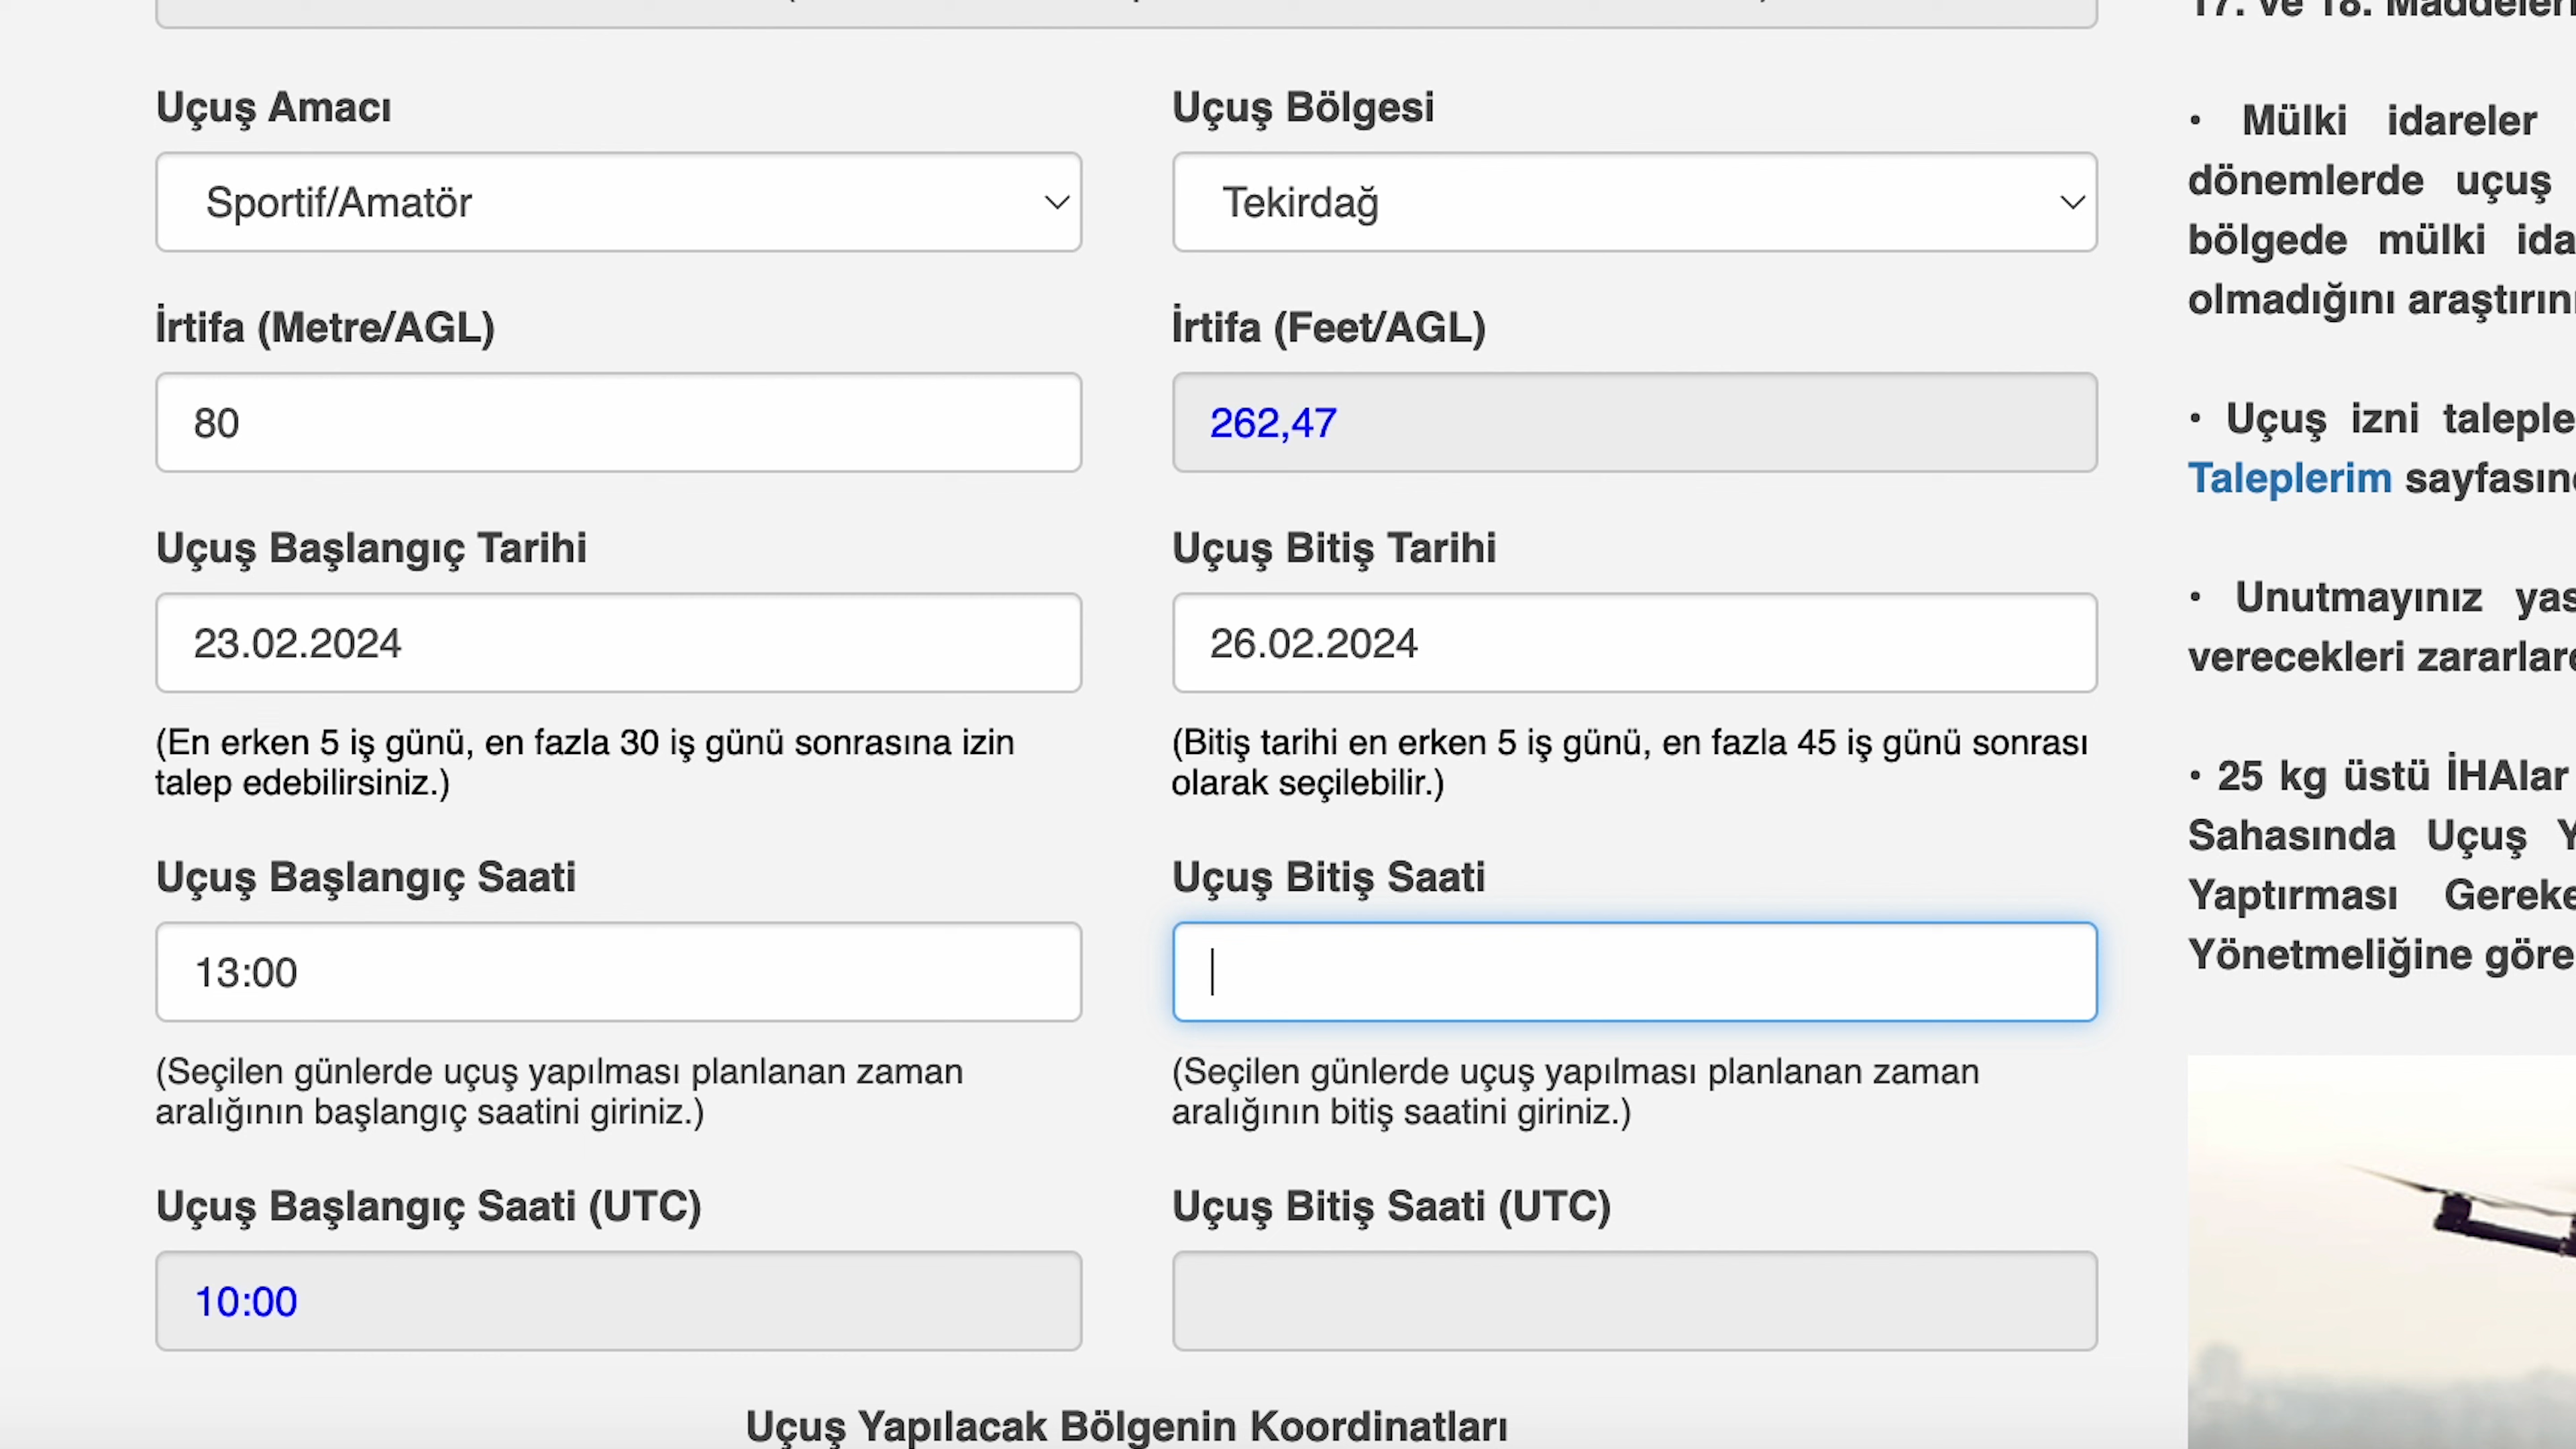 Uçuş Amacı
Sportif/Amatör
Uçuş Bölgesi
Tekirdağ
İrtifa (Metre/AGL)
80
İrtifa (Feet/AGL)
262,47
Uçuş Başlangıç Tarihi
23.02.2024
(En erken 5 iş günü, en fazla 30 iş günü sonrasına izin
talep edebilirsiniz.)
Uçuş Bitiş Tarihi
26.02.2024
(Bitiş tarihi en erken 5 iş günü, en fazla 45 iş günü sonrası
olarak seçilebilir.)
Uçuş Başlangıç Saati
13:00
(Seçilen günlerde uçuş yapılması planlanan zaman
aralığının başlangıç saatini giriniz.)
Uçuş Bitiş Saati
(Seçilen günlerde uçuş yapılması planlanan zaman
aralığının bitiş saatini giriniz.)
Uçuş Başlangıç Saati (UTC)
10:00
Uçuş Bitiş Saati (UTC)
Uçuş Yapılacak Bölgenin Koordinatları
17. ve 18.
• Mülki idareler
dönemlerde uçuş
bölgede mülki
olmadığını
• Uçuş izni
Taleplerim
• Unutmayınız
verecekleri
• 25 kg üstü İHAlar
Sahasında Uçuş
Yaptırması
Yönetmeliğine göre